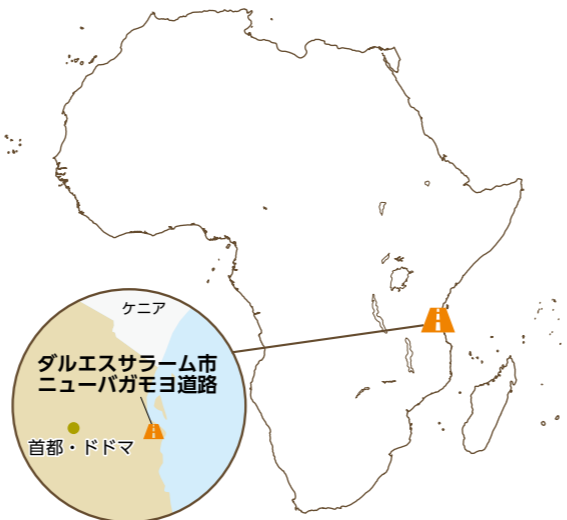 ケニア
ダルエスサラーム市
ニューバガモヨ道路
首都・ドドマ